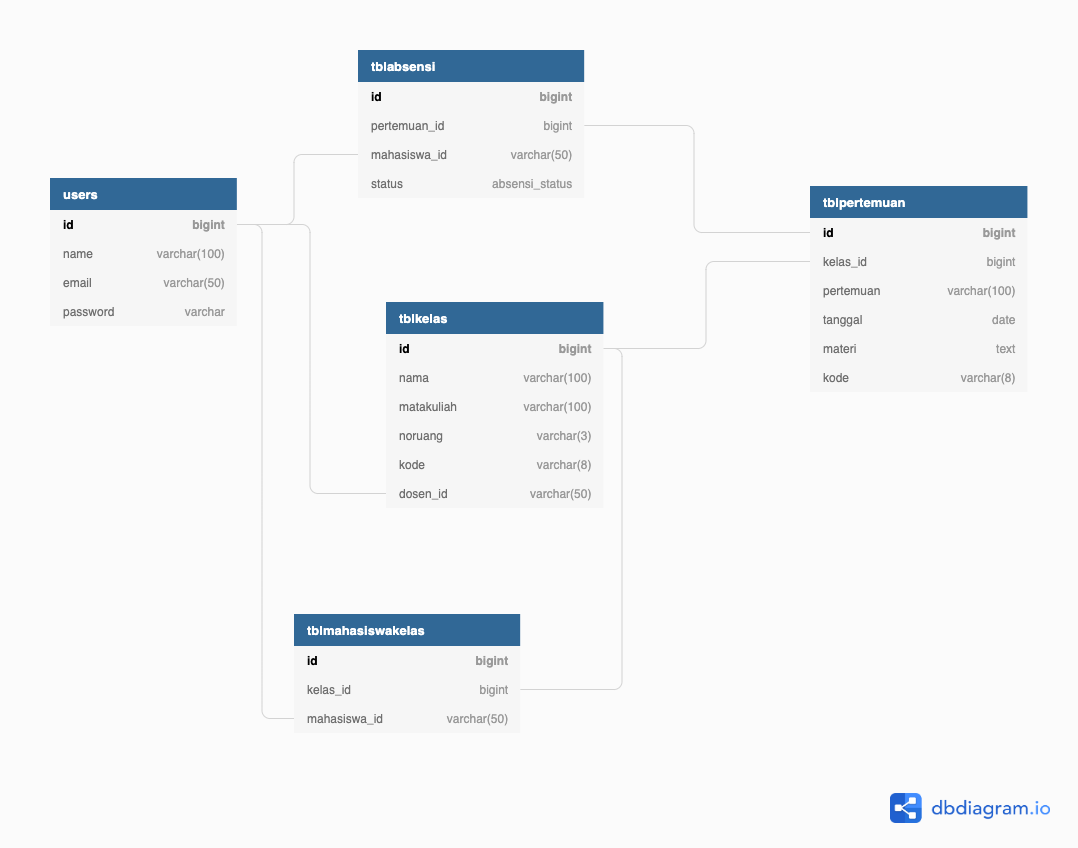 tblabsensi
id bigint
pertemuan_id bigint
mahasiswa_id varchar(50)
status absensi_status
users
id bigint
name varchar(100)
email varchar(50)
password varchar
tblpertemuan
id bigint
kelas_id bigint
pertemuan varchar(100)
tanggal date
materi text
kode varchar(8)
tblkelas
id bigint
nama varchar(100)
matakuliah varchar(100)
noruang varchar(3)
kode varchar(8)
dosen_id varchar(50)
tblmahasiswakelas
id bigint
kelas_id bigint
mahasiswa_id varchar(50)
dbdiagram.io